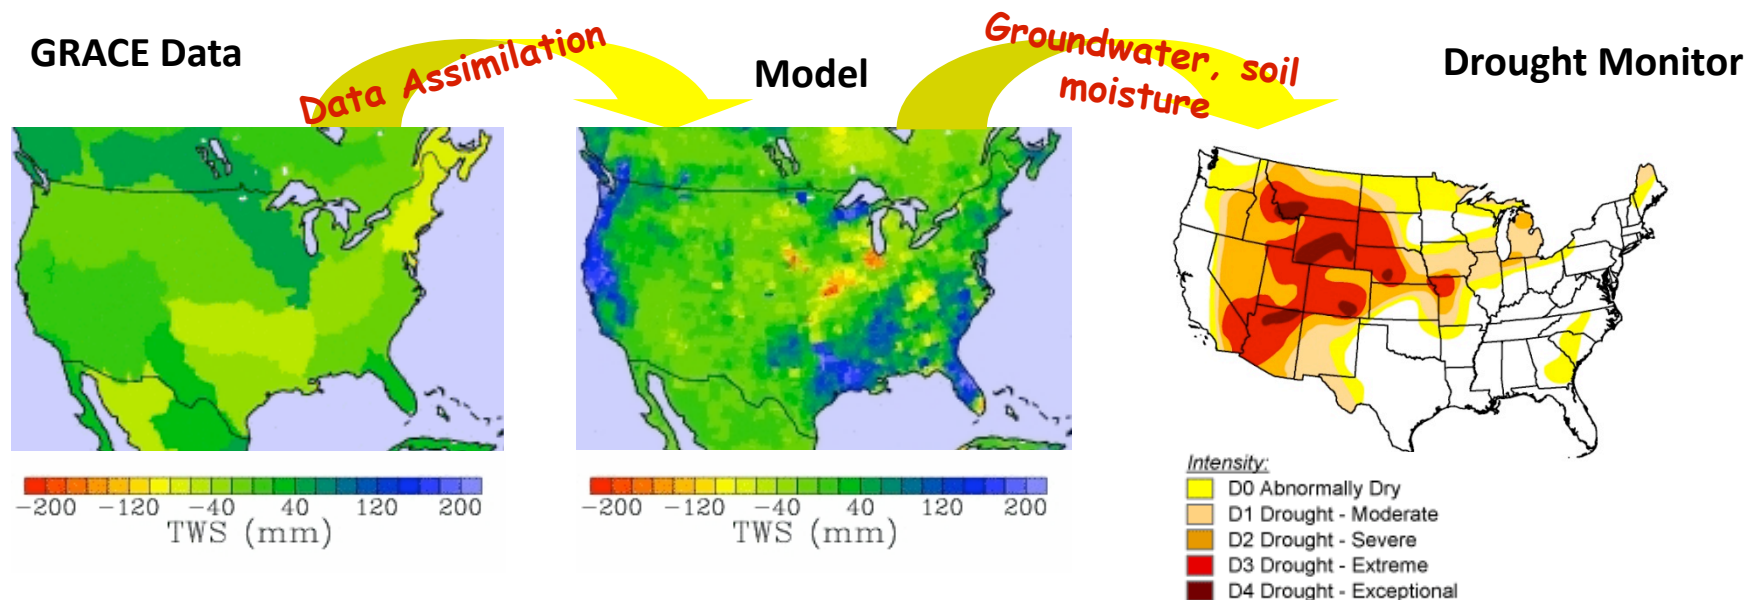 GRACE Data
Data Assimilation
Model
Groundwater, soil
moisture
Drought Monitor
−200 −120 −40 40 120 200
TWS (mm)
−200 −120 −40 40 120 200
TWS (mm)
Intensity:
D0 Abnormally Dry
D1 Drought - Moderate
D2 Drought - Severe
D3 Drought - Extreme
D4 Drought - Exceptional